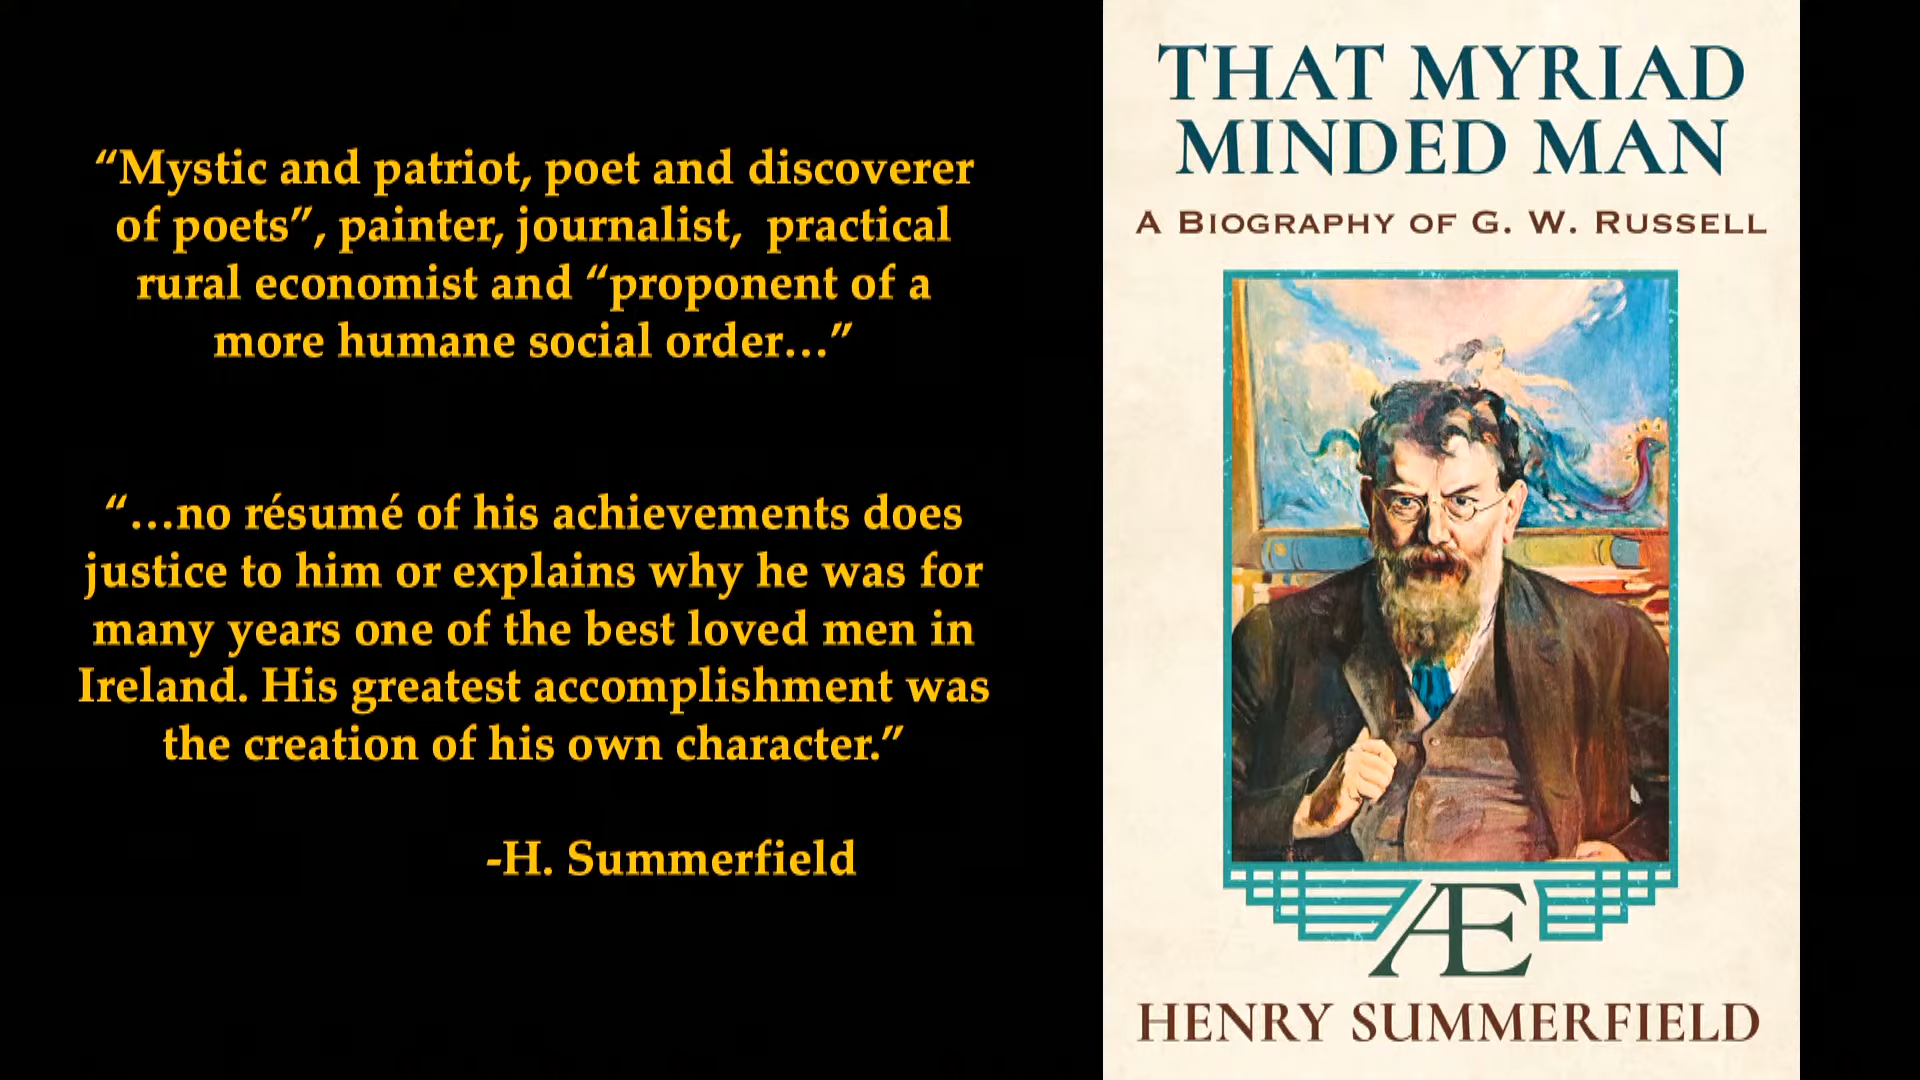 “Mystic and patriot, poet and discoverer
of poets”, painter, journalist,  practical
rural economist and “proponent of a
more humane social order…”
“…no résumé of his achievements does
justice to him or explains why he was for
many years one of the best loved men in
Ireland. His greatest accomplishment was
the creation of his own character.”
-H. Summerfield
THAT MYRIAD
MINDED MAN
A BIOGRAPHY OF G. W. RUSSELL
Æ
HENRY SUMMERFIELD